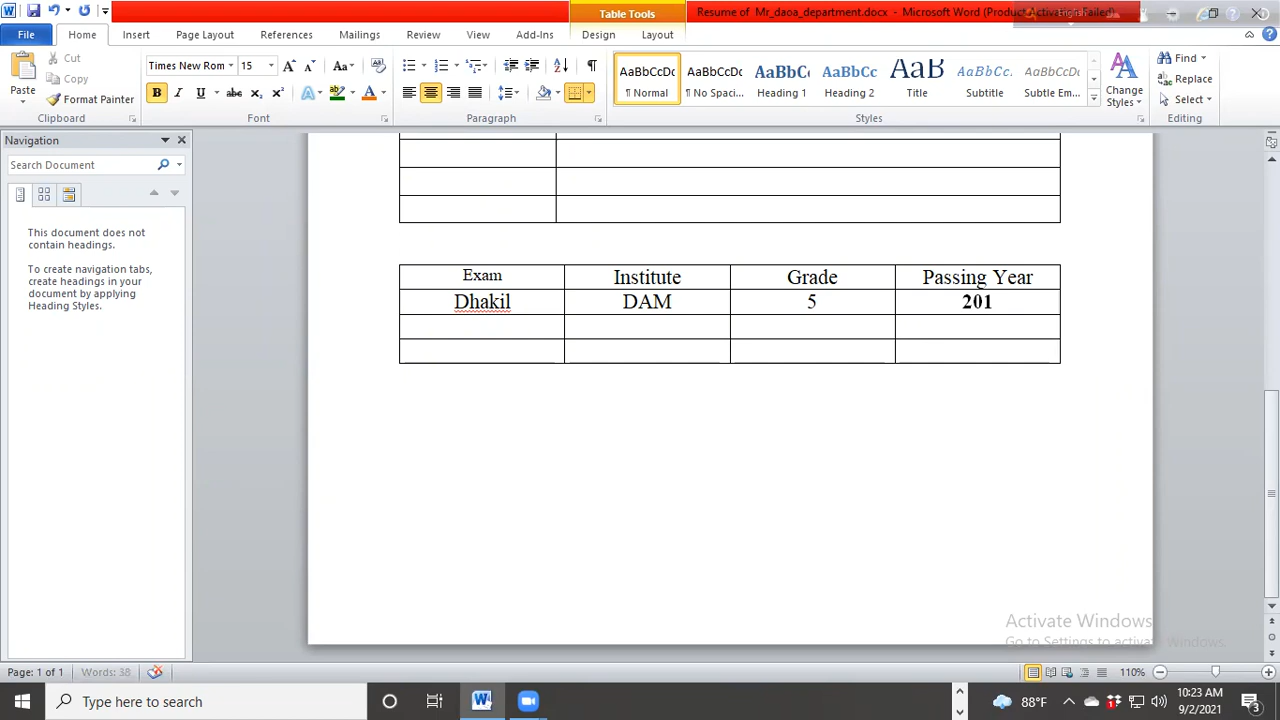 Table Tools
Resume of Mr_daoa_department.docx - Microsoft Word (Product Activation Failed)
File Home Insert Page Layout References Mailings Review View Add-Ins Design Layout
Paste
Cut
Copy
Format Painter
Clipboard
Times New Rom 15
Font
Paragraph
AaBbCcDc AaBbCcDc AaBbCc AaBbCc AaB AaBbCc. AaBbCcDc
¶ Normal ¶ No Spaci... Heading 1 Heading 2 Title Subtitle Subtle Em...
Change
Styles
Styles
Find
Replace
Select
Editing
Navigation
Search Document
This document does not
contain headings.
To create navigation tabs,
create headings in your
document by applying
Heading Styles.
Exam Institute Grade Passing Year
Dhakil DAM 5 201
Activate Windows
Go to Settings to activate Windows.
Page: 1 of 1 Words: 38 110%
Type here to search
88°F
10:23 AM
9/2/2021
3